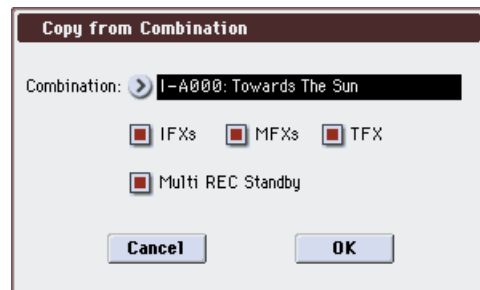 Copy from Combination
Combination: I-A000: Towards The Sun
IFXs MFXs TFX
Multi REC Standby
Cancel OK